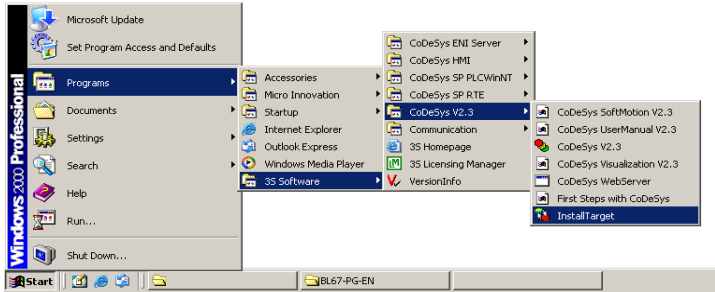 Microsoft Update
Set Program Access and Defaults
Programs
Documents
Settings
Search
Help
Run...
Shut Down...
Windows 2000 Professional
Accessories
Micro Innovation
Startup
Internet Explorer
Outlook Express
Windows Media Player
3S Software
CoDeSys ENI Server
CoDeSys HMI
CoDeSys SP PLCWinNT
CoDeSys SP RTE
CoDeSys V2.3
Communication
3S Homepage
3S Licensing Manager
VersionInfo
CoDeSys SoftMotion V2.3
CoDeSys UserManual V2.3
CoDeSys V2.3
CoDeSys Visualization V2.3
CoDeSys WebServer
First Steps with CoDeSys
InstallTarget
Start
BL67-PG-EN